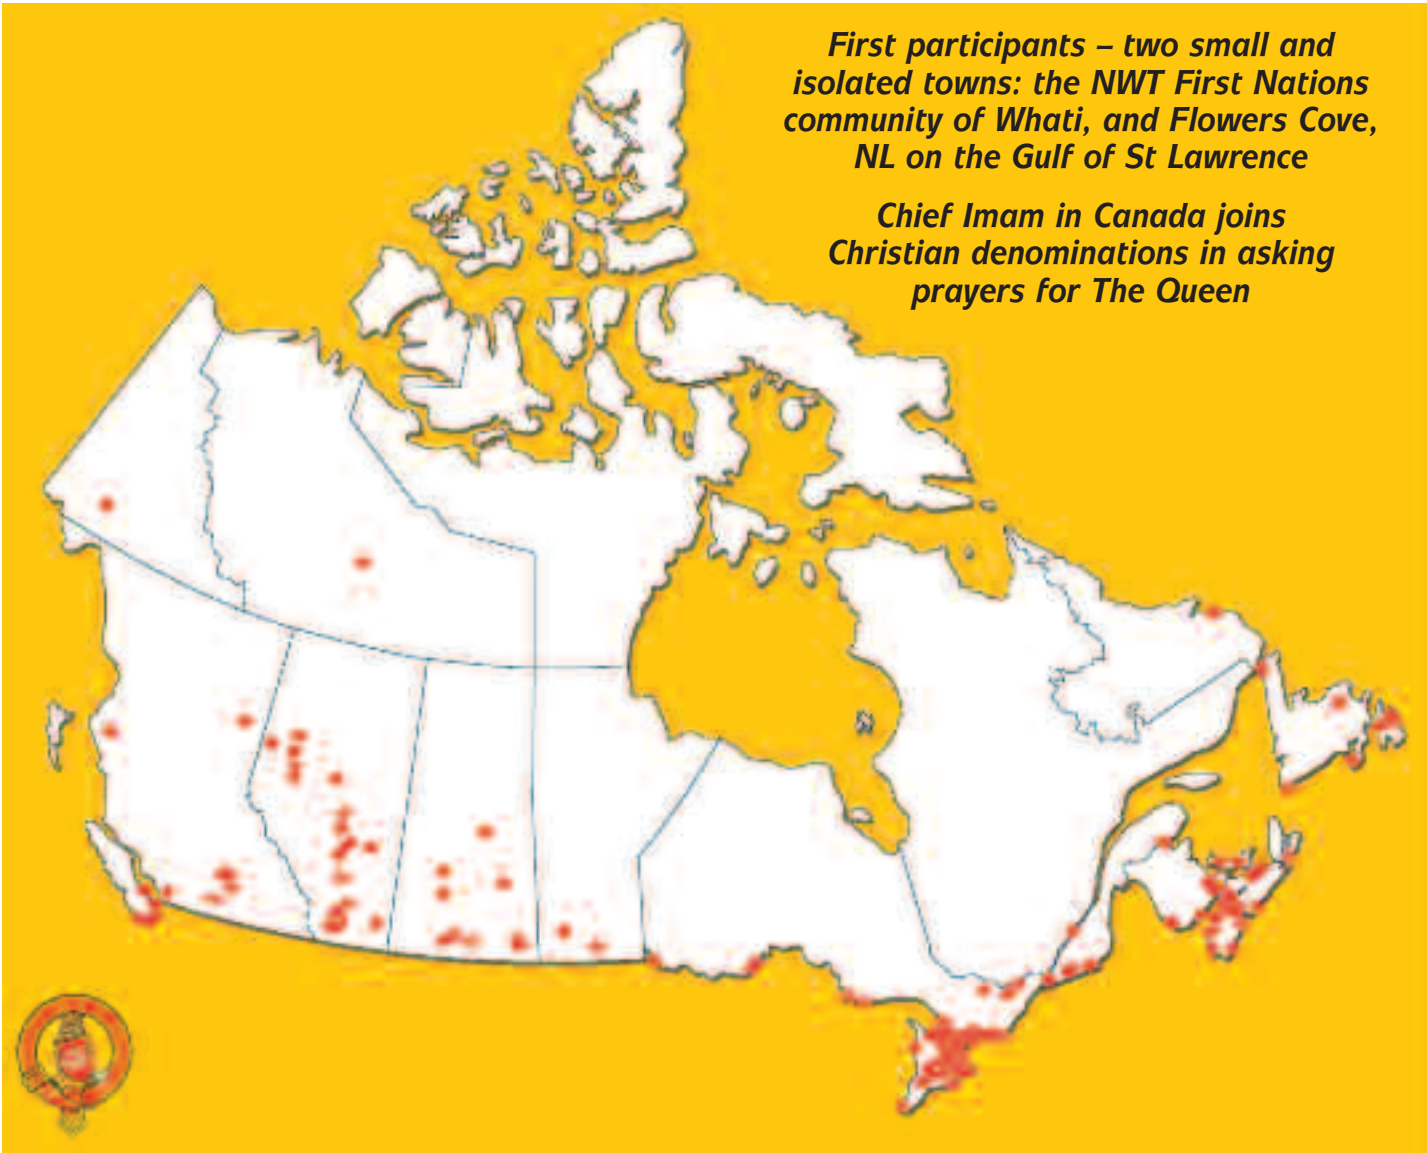 First participants – two small and
isolated towns: the NWT First Nations
community of Whati, and Flowers Cove,
NL on the Gulf of St Lawrence
Chief Imam in Canada joins
Christian denominations in asking
prayers for The Queen